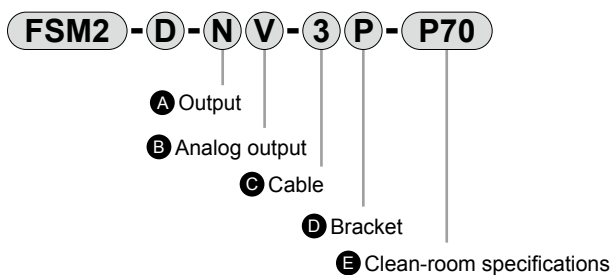 FSM2-D-NV-3P-P70
A Output
B Analog output
C Cable
D Bracket
E Clean-room specifications